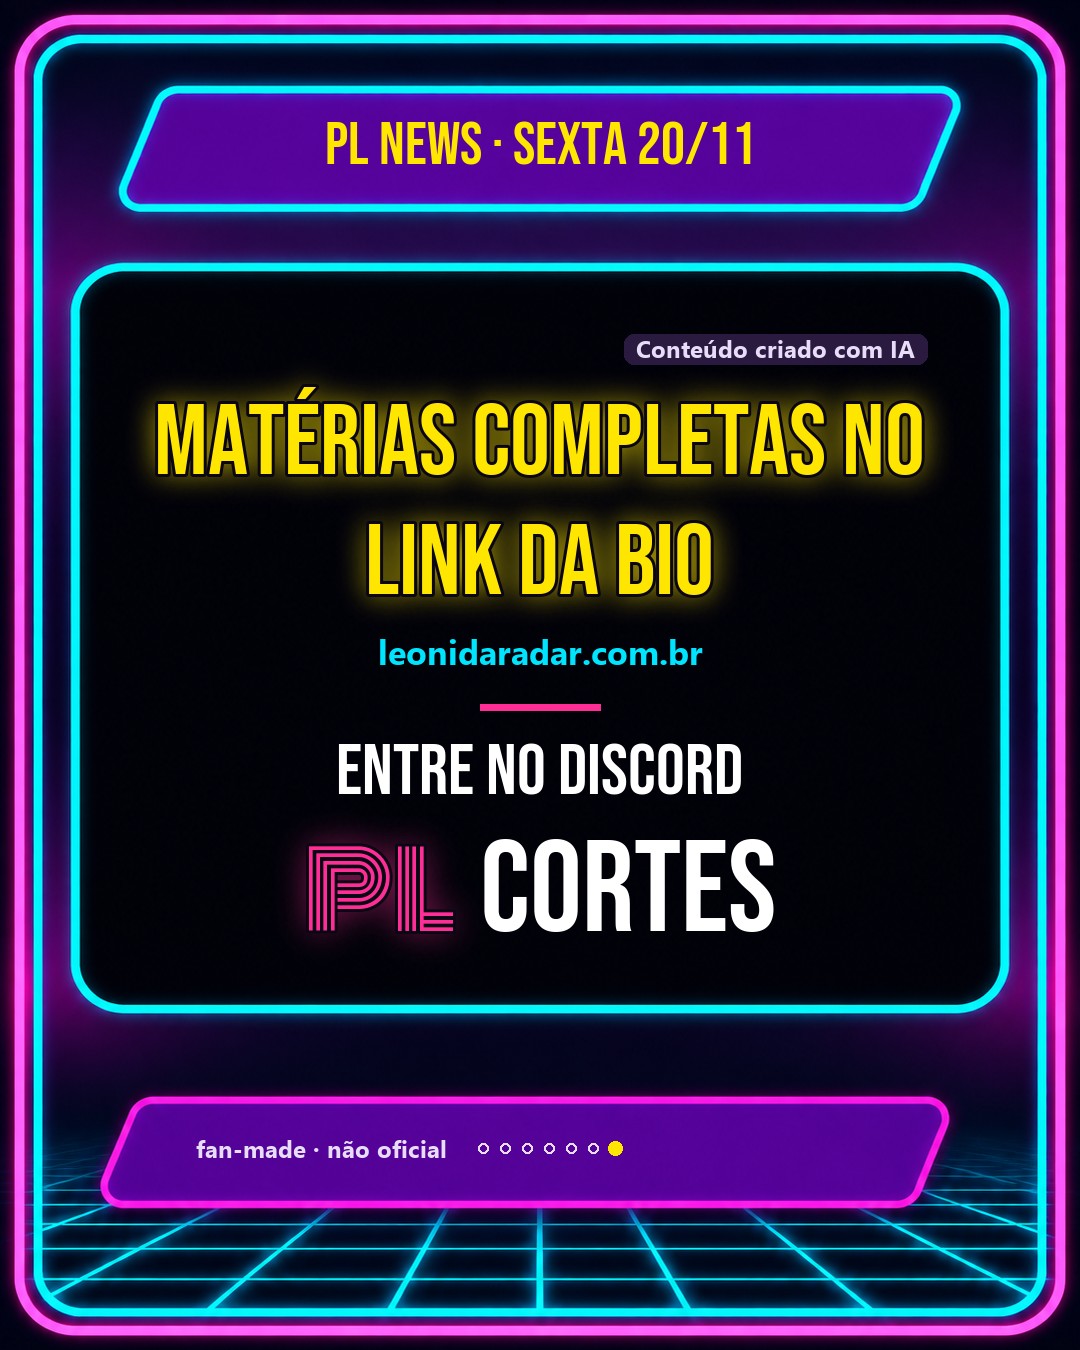 PL NEWS · SEXTA 20/11
Conteúdo criado com IA
MATÉRIAS COMPLETAS NO
LINK DA BIO
leonidaradar.com.br
ENTRE NO DISCORD
PL CORTES
fan-made · não oficial